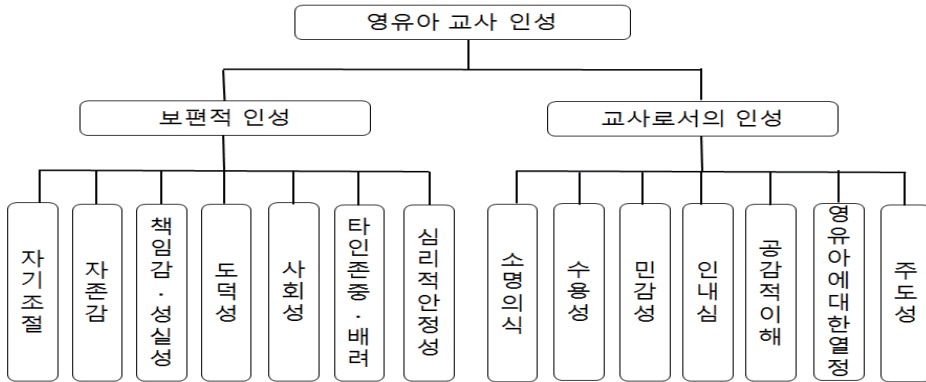 영유아 교사 인성
보편적 인성
교사로서의 인성
자기조절
자존감
책임감·성실성
도덕성
사회성
타인존중·배려
심리적안정성
소명의식
수용성
민감성
인내심
공감적이해
영유아에대한열정
주도성